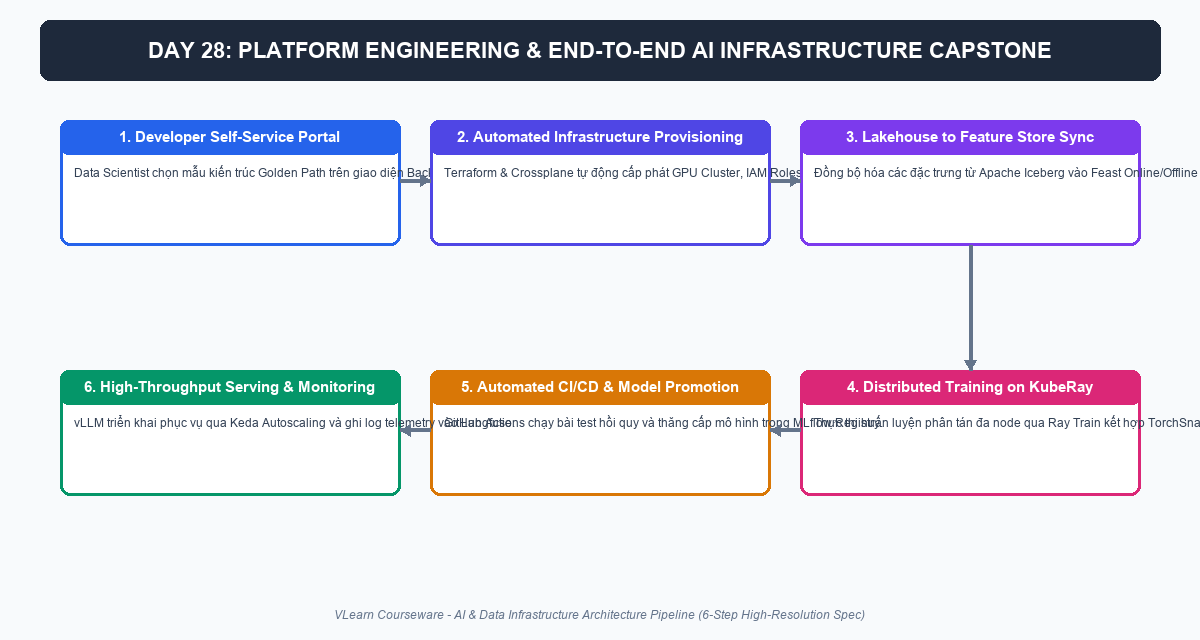 DAY 28: PLATFORM ENGINEERING & END-TO-END AI INFRASTRUCTURE CAPSTONE
1. Developer Self-Service Portal
Data Scientist chọn mẫu kiến trúc Golden Path trên giao diện
2. Automated Infrastructure Provisioning
Terraform & Crossplane tự động cấp phát GPU Cluster, IAM Roles
3. Lakehouse to Feature Store Sync
Đồng bộ hóa các đặc trưng từ Apache Iceberg vào Feast Online/Offline
6. High-Throughput Serving & Monitoring
vLLM triển khai phục vụ qua Keda Autoscaling và ghi log telemetry
5. Automated CI/CD & Model Promotion
GitHub Actions chạy bài test hồi quy và thăng cấp mô hình trong MLflow Registry.
4. Distributed Training on KubeRay
luyện phân tán đa node qua Ray Train kết hợp
VLearn Courseware - AI & Data Infrastructure Architecture Pipeline (6-Step High-Resolution Spec)